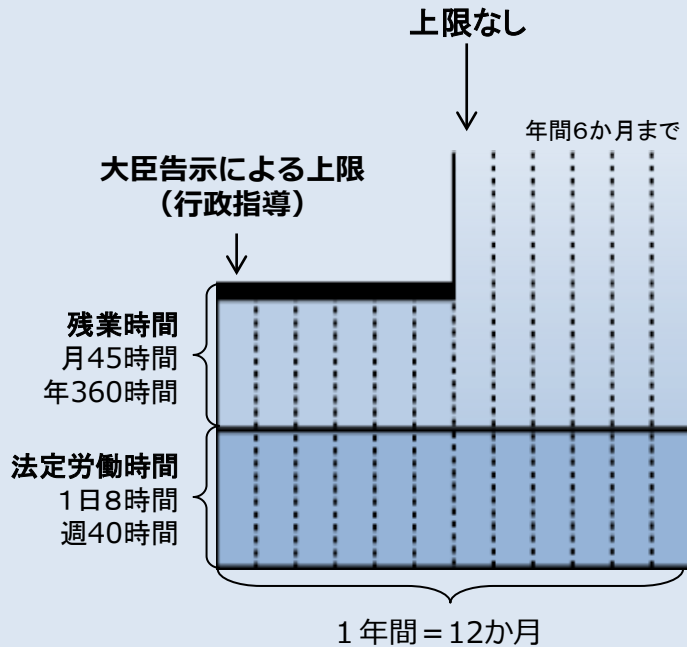 上限なし
年間6か月まで
大臣告示による上限
（行政指導）
残業時間
月45時間
年360時間
法定労働時間
１日８時間
週40時間
１年間＝12か月